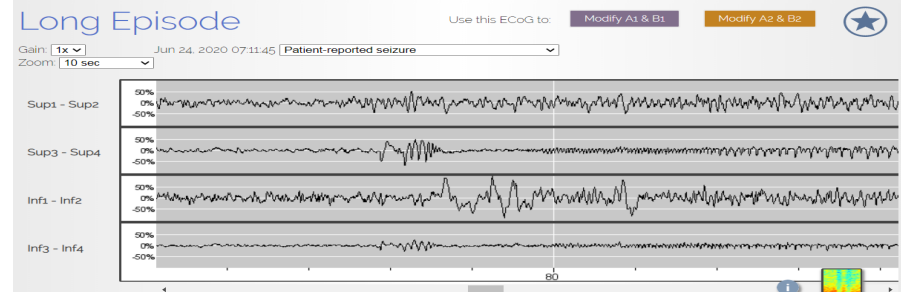 Long Episode
Use this ECoG to:
Modify A1 & B1
Modify A2 & B2
Gain: 1x
Jun 24, 2020 07:11:45 Patient-reported seizure
Zoom: 10 sec
Sup1 - Sup2
50%
0%
-50%
Sup3 - Sup4
50%
0%
-50%
Inf1 - Inf2
50%
0%
-50%
Inf3 - Inf4
50%
0%
-50%
80
i